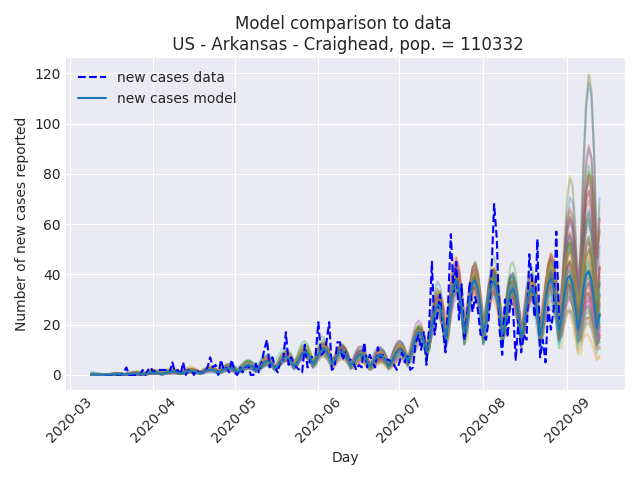 Model comparison to data
US - Arkansas - Craighead, pop. = 110332
new cases data
new cases model
Number of new cases reported
120
100
80
60
40
20
0
2020-03
2020-04
2020-05
2020-06
2020-07
2020-08
2020-09
Day